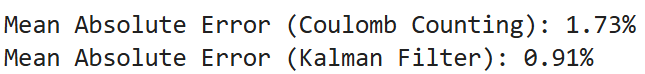 Mean Absolute Error (Coulomb Counting): 1.73%
Mean Absolute Error (Kalman Filter): 0.91%